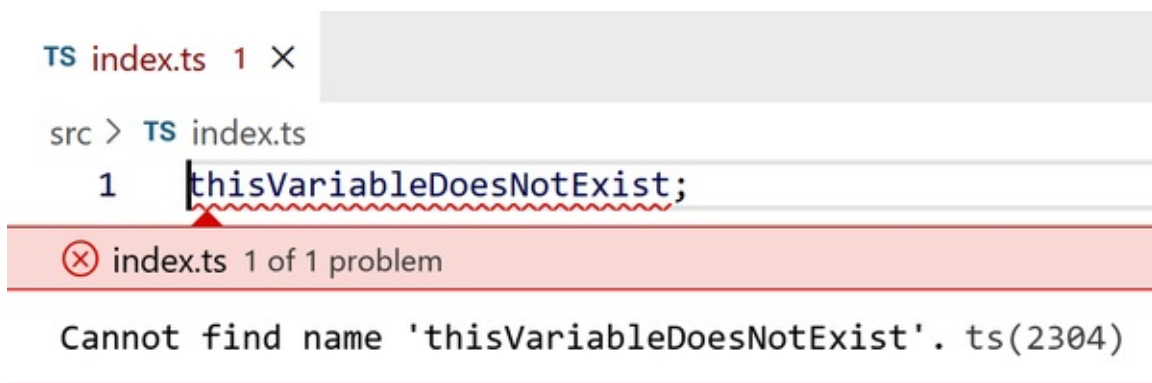 TS index.ts 1 ×
src > TS index.ts
1 thisVariableDoesNotExist;
index.ts 1 of 1 problem
Cannot find name 'thisVariableDoesNotExist'. ts(2304)